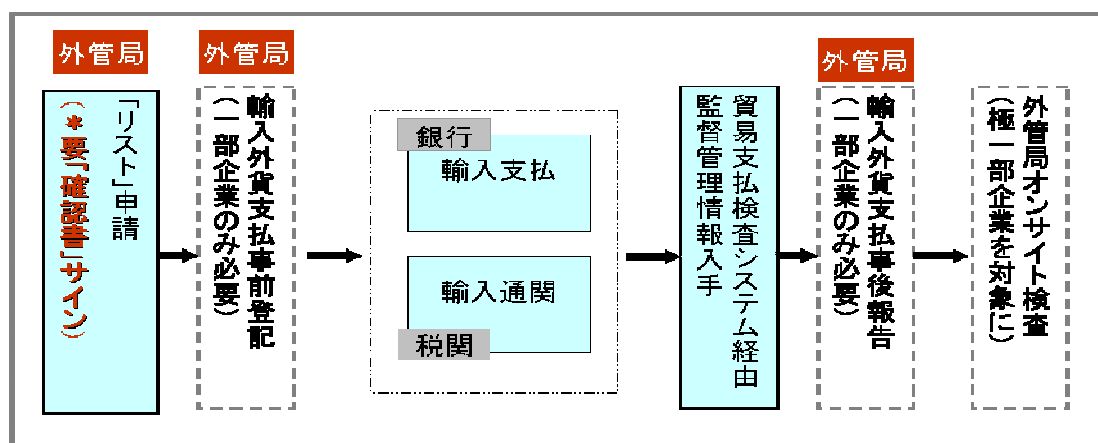 外管局
「リスト」申請
(*要「確認書」サイン)
外管局
輸入外貨支払事前登記
(一部企業のみ必要)
銀行
輸入支払
輸入通関
税関
貿易支払検査システム経由
監督管理情報入手
外管局
輸入外貨支払事後報告
(一部企業のみ必要)
外管局オンサイト検査
(極一部企業を対象に)